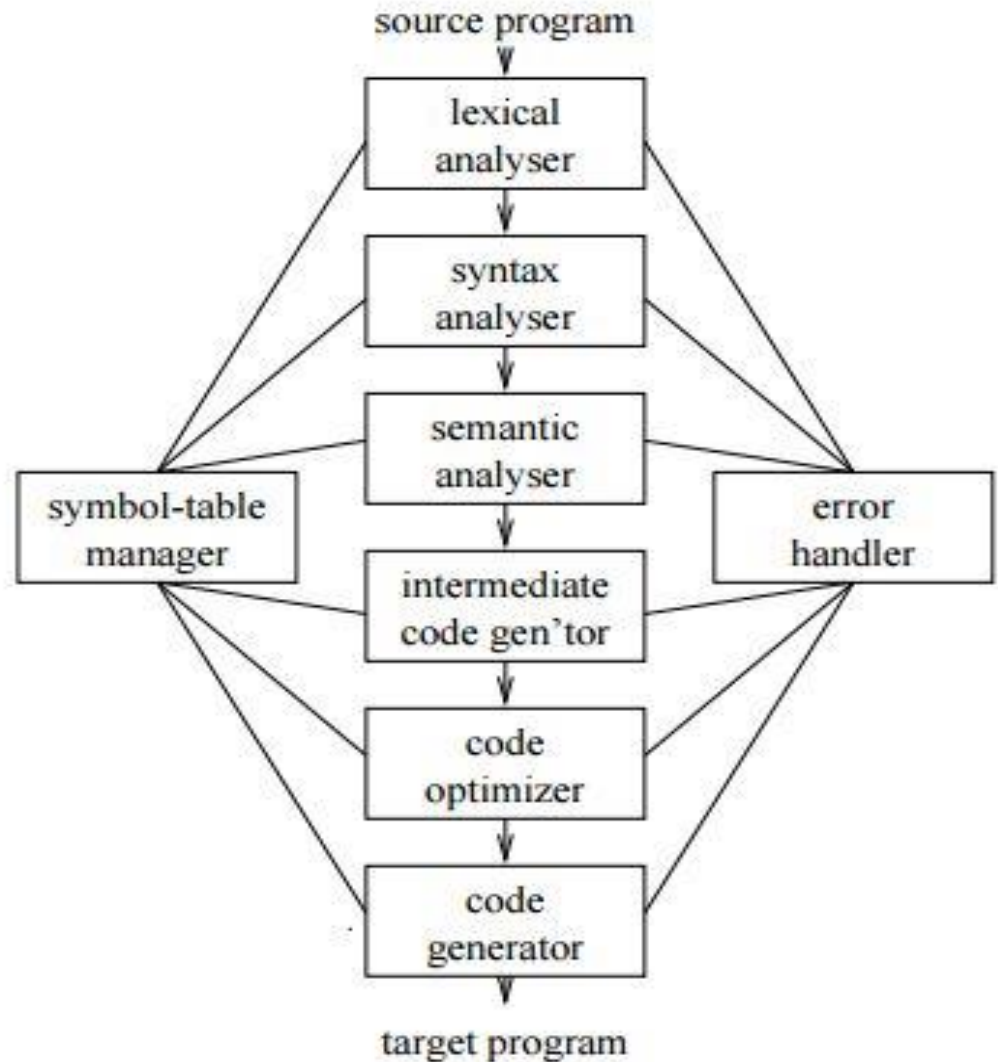 source program
lexical
analyser
syntax
analyser
semantic
analyser
symbol-table
manager
error
handler
intermediate
code gen'tor
code
optimizer
code
generator
target program